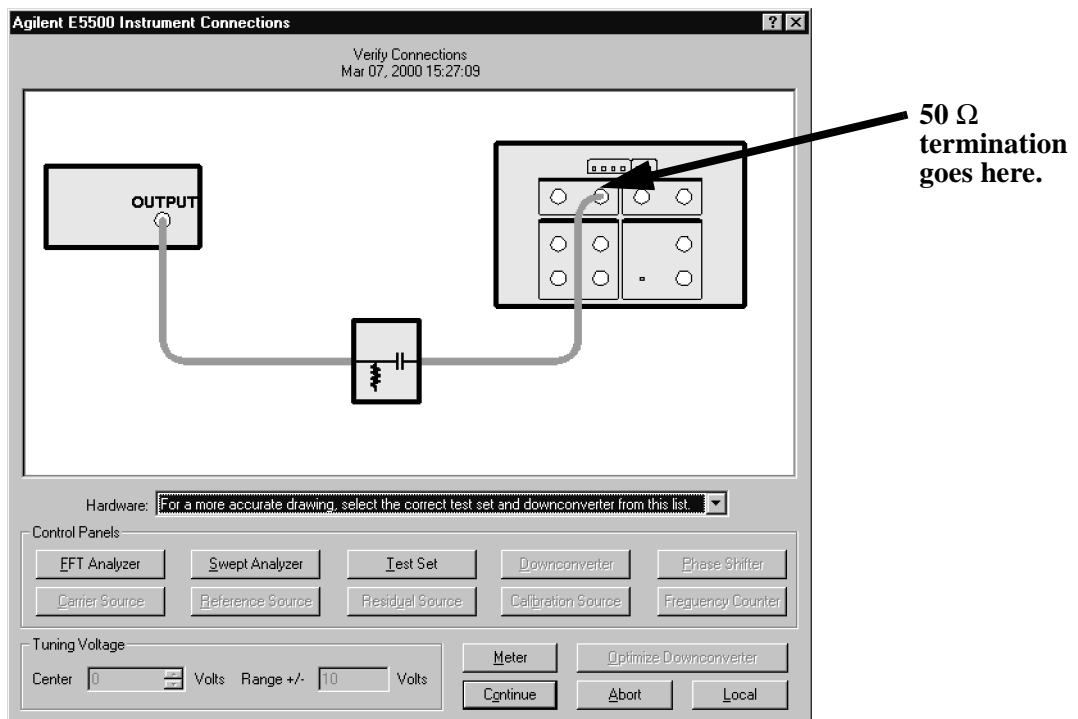 Agilent E5500 Instrument Connections
Verify Connections
Mar 07, 2000 15:27:09
50 Ω
termination
goes here.
OUTPUT
Hardware: For a more accurate drawing, select the correct test set and downconverter from this list.
Control Panels
FFT Analyzer Swept Analyzer Test Set Downconverter Phase Shifter
Carrier Source Reference Source Residual Source Calibration Source Frequency Counter
Tuning Voltage
Center 0 Volts Range +/- 10 Volts
Meter Optimize Downconverter
Continue Abort Local